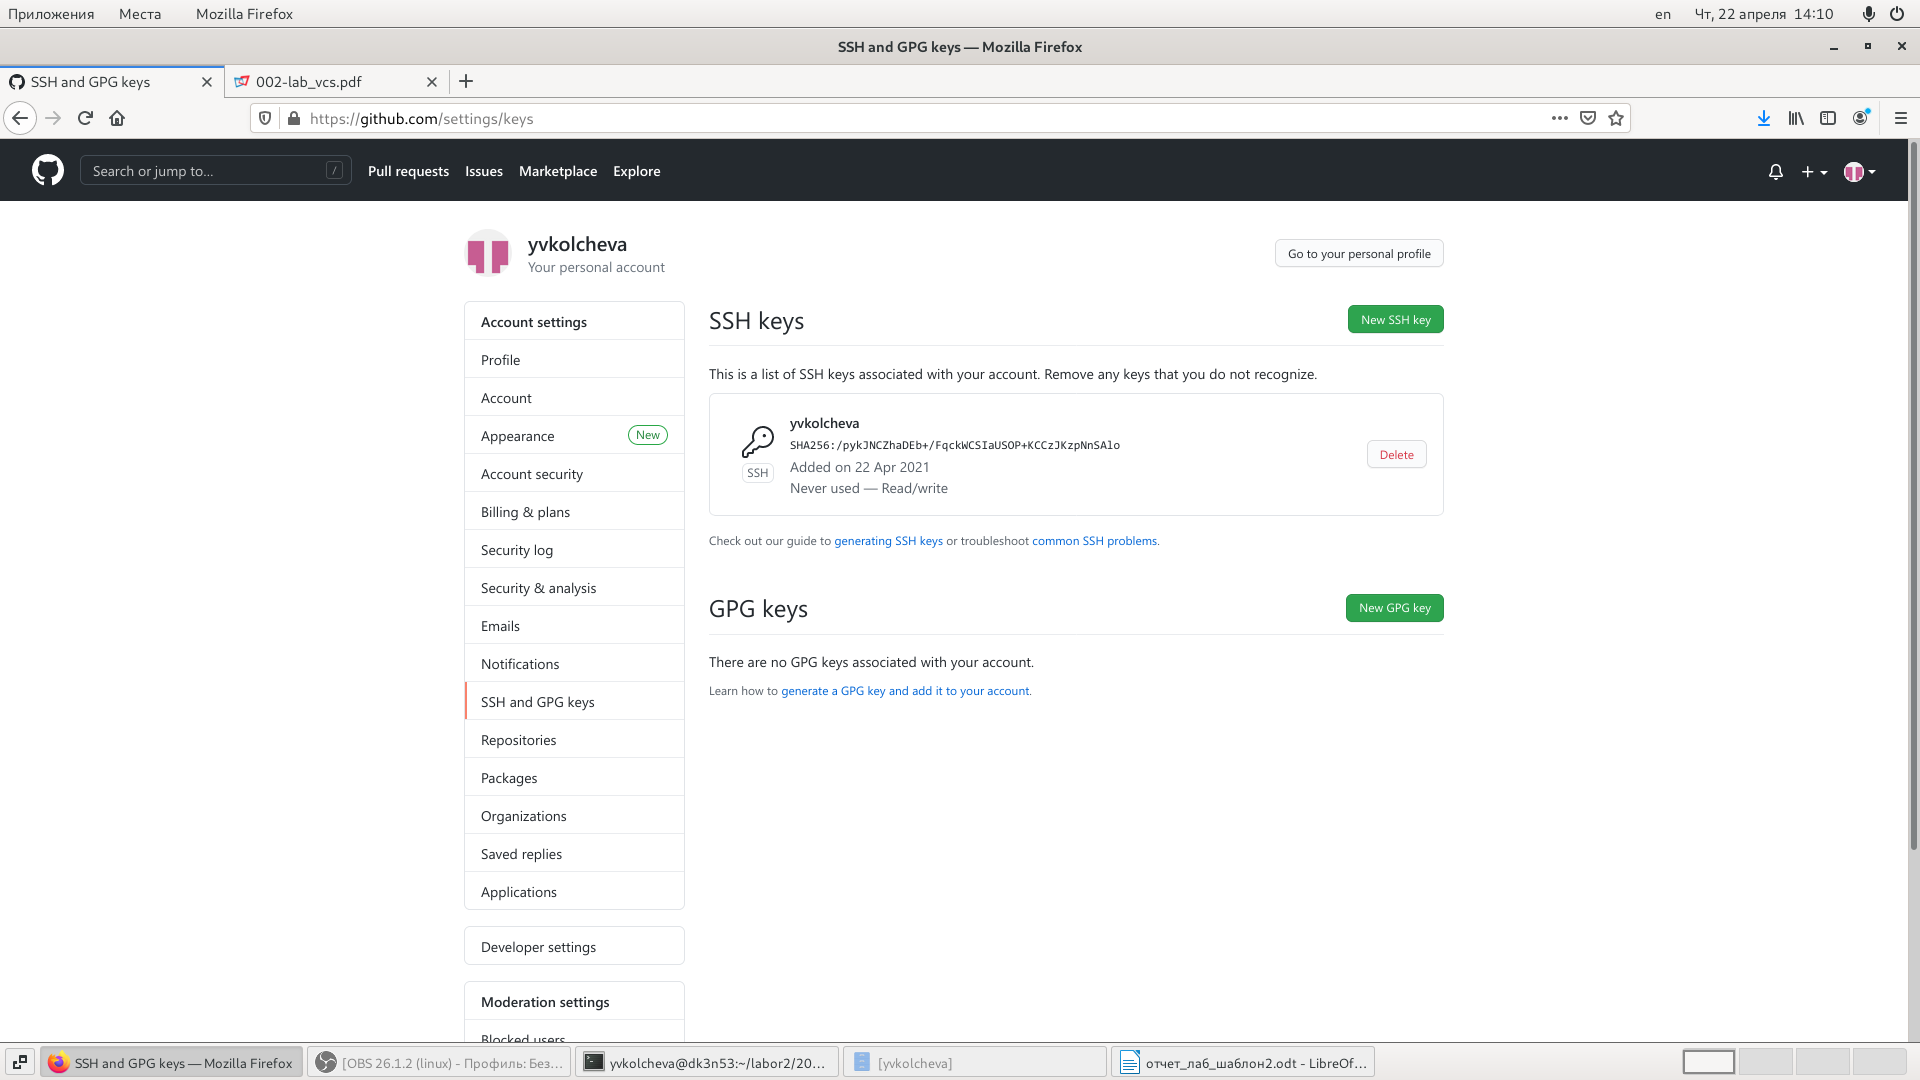 Приложения Места Mozilla Firefox en Чт, 22 апреля 14:10
SSH and GPG keys — Mozilla Firefox
SSH and GPG keys 002-lab_vcs.pdf
https://github.com/settings/keys
Search or jump to... / Pull requests Issues Marketplace Explore
yvkolcheva
Your personal account
Go to your personal profile
Account settings
Profile
Account
Appearance New
Account security
Billing & plans
Security log
Security & analysis
Emails
Notifications
SSH and GPG keys
Repositories
Packages
Organizations
Saved replies
Applications
Developer settings
Moderation settings
Blocked users
SSH keys New SSH key
This is a list of SSH keys associated with your account. Remove any keys that you do not recognize.
yvkolcheva
SHA256:/pykJNCZhaDEb+/FqckWCSIaUSOP+KCCzJKzpNnSAlo
Added on 22 Apr 2021
Never used — Read/write
SSH
Delete
Check out our guide to generating SSH keys or troubleshoot common SSH problems.
GPG keys New GPG key
There are no GPG keys associated with your account.
Learn how to generate a GPG key and add it to your account.
SSH and GPG keys — Mozilla Firefox [OBS 26.1.2 (linux) - Профиль: Без... yvkolcheva@dk3n53:~/labor2/20... [yvkolcheva] отчет_лаб_шаблон2.odt - LibreOf...